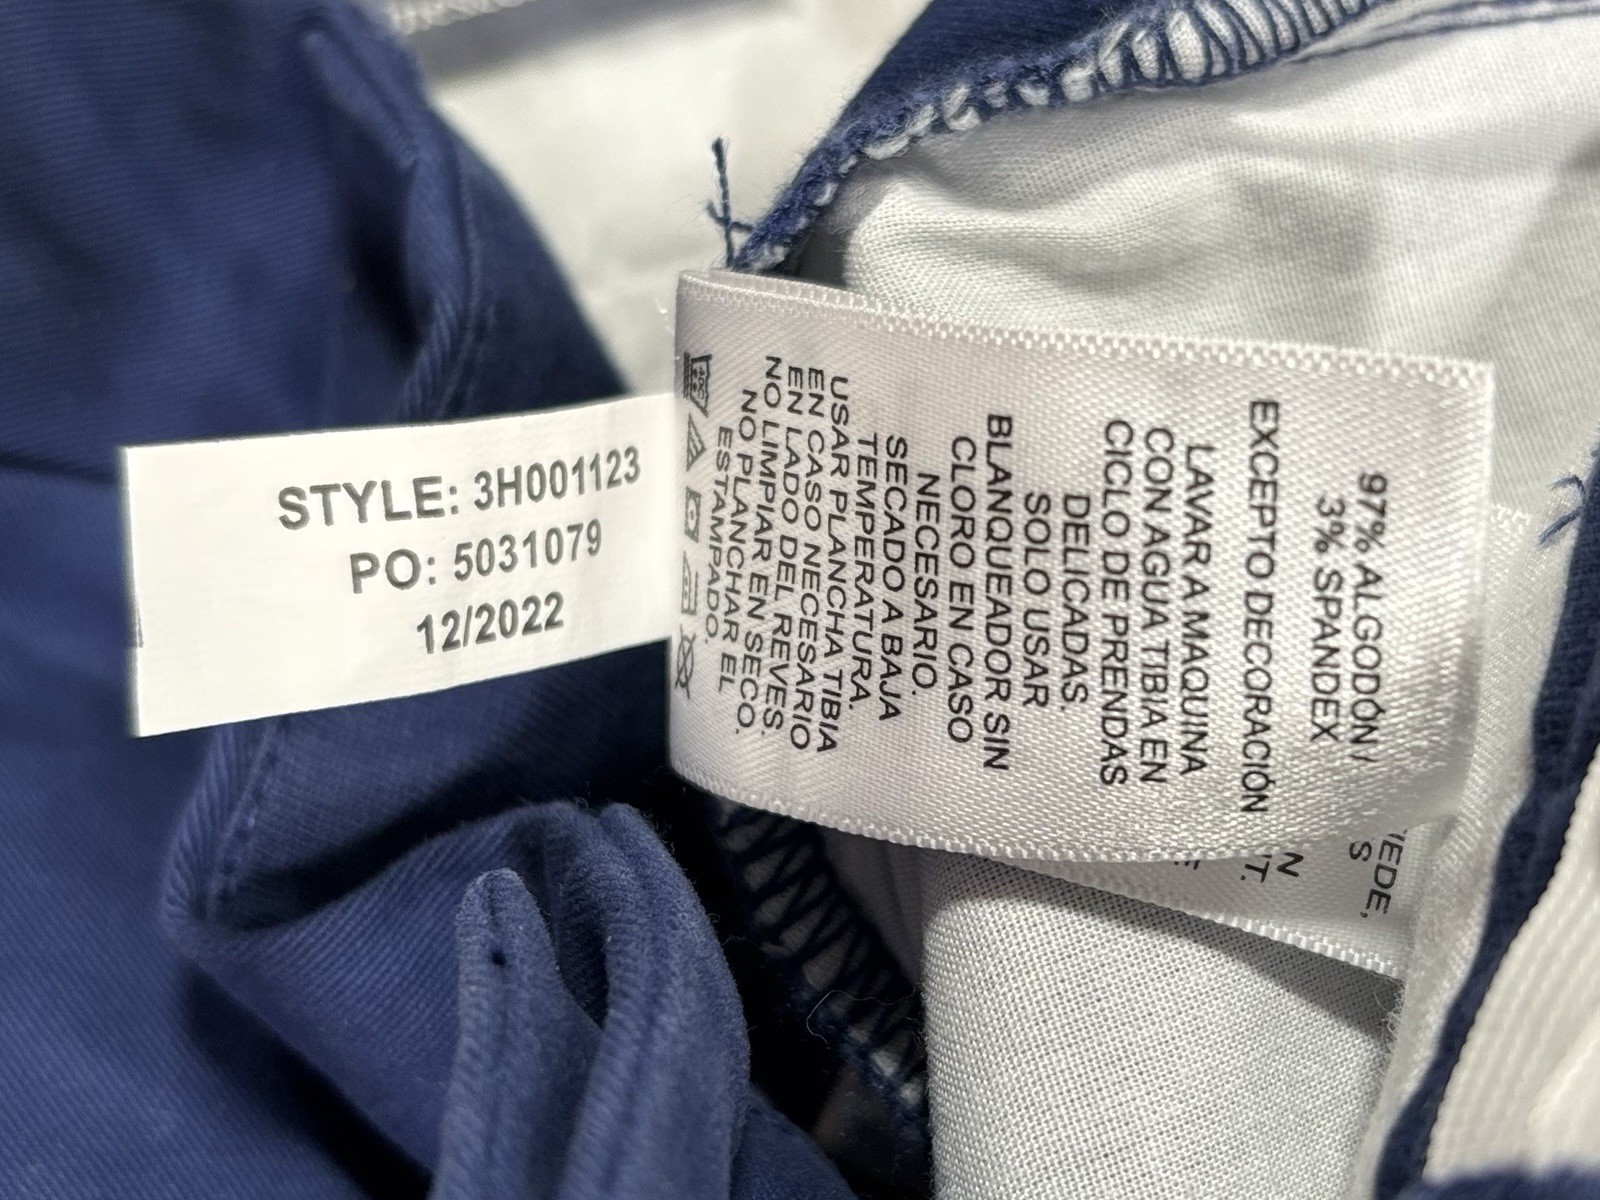 STYLE: 3H001123
PO: 5031079
12/2022
97% ALGODÓN/
3% SPANDEX
EXCEPTO DECORACIÓN
LAVAR A MAQUINA
CON AGUA TIBIA EN
CICLO DE PRENDAS
DELICADAS.
SOLO USAR
BLANQUEADOR SIN
CLORO EN CASO
NECESARIO.
SECADO A BAJA
TEMPERATURA.
USAR PLANCHA TIBIA
EN CASO NECESARIO
EN LADO DEL REVES.
NO LIMPIAR EN SECO.
NO PLANCHAR EL
ESTAMPADO.